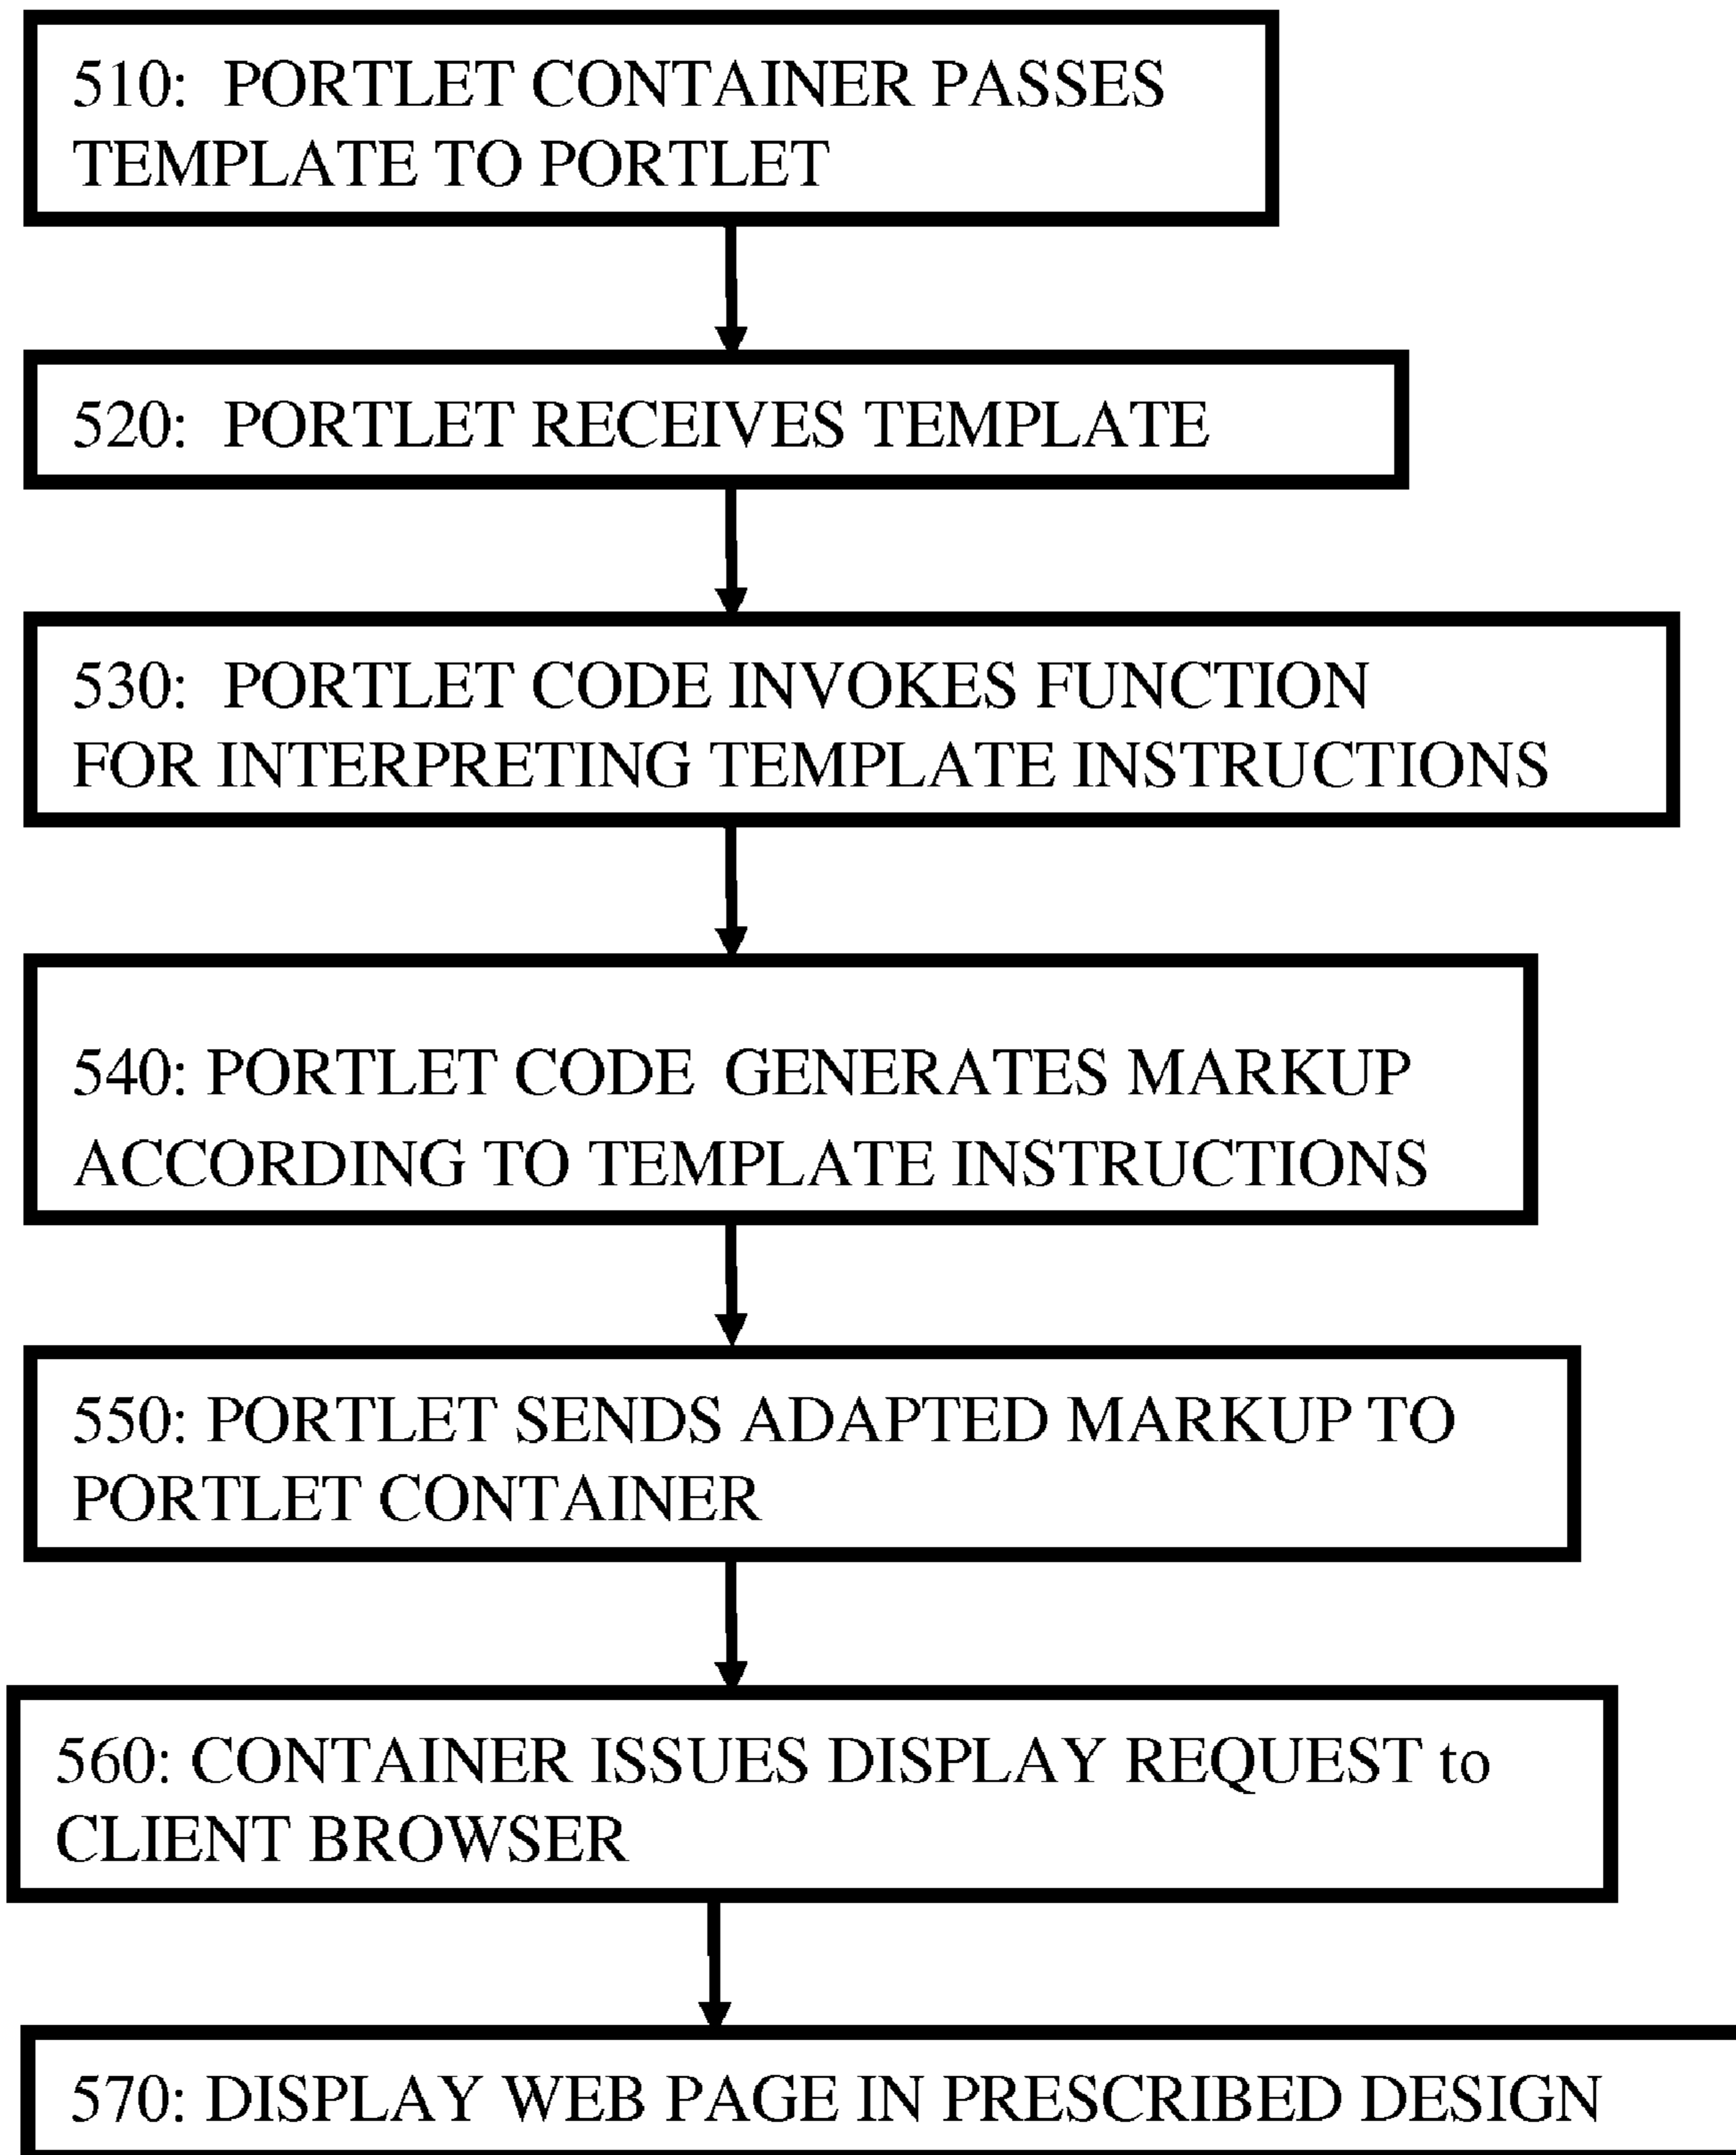 510: PORTLET CONTAINER PASSES
TEMPLATE TO PORTLET
520: PORTLET RECEIVES TEMPLATE
530: PORTLET CODE INVOKES FUNCTION
FOR INTERPRETING TEMPLATE INSTRUCTIONS
540: PORTLET CODE GENERATES MARKUP
ACCORDING TO TEMPLATE INSTRUCTIONS
550: PORTLET SENDS ADAPTED MARKUP TO
PORTLET CONTAINER
560: CONTAINER ISSUES DISPLAY REQUEST to
CLIENT BROWSER
570: DISPLAY WEB PAGE IN PRESCRIBED DESIGN